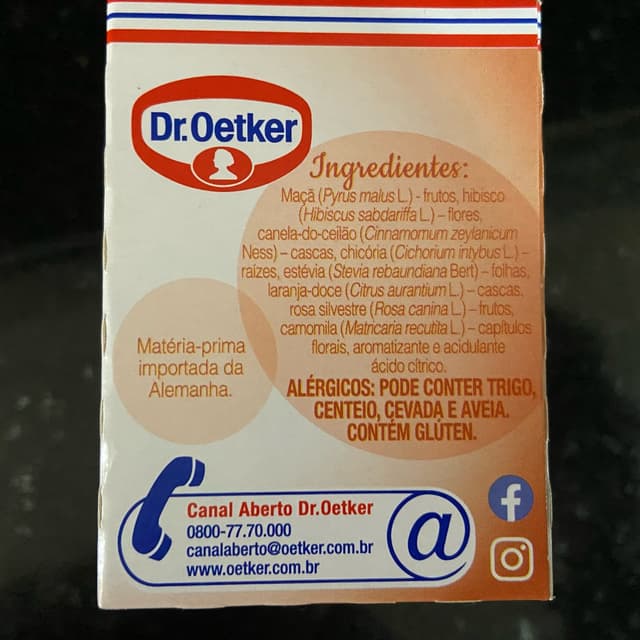 Dr.Oetker
Ingredientes:
Maçã (Pyrus malus L.) - frutos, hibisco
(Hibiscus sabdariffa L.) – flores,
canela-do-ceilão (Cinnamomum zeylanicum
Ness) – cascas, chicória (Cichorium intybus L.) –
raízes, estévia (Stevia rebaundiana Bert) – folhas,
laranja-doce (Citrus aurantium L.) – cascas,
rosa silvestre (Rosa canina L.) – frutos,
camomila (Matricaria recutita L.) – capítulos
florais, aromatizante e acidulante
ácido cítrico.
ALÉRGICOS: PODE CONTER TRIGO,
CENTEIO, CEVADA E AVEIA.
CONTÉM GLÚTEN.
Matéria-prima
importada da
Alemanha.
Canal Aberto Dr.Oetker
0800-77.70.000
canalaberto@oetker.com.br
www.oetker.com.br
@